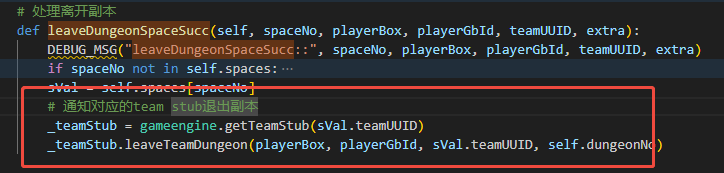 # 处理离开副本
def leaveDungeonSpaceSucc(self, spaceNo, playerBox, playerGbId, teamUUID, extra):
DEBUG_MSG("leaveDungeonSpaceSucc::", spaceNo, playerBox, playerGbId, teamUUID, extra)
if spaceNo not in self.spaces:…
sVal = self.spaces[spaceNo]
# 通知对应的team stub退出副本
_teamStub = gameengine.getTeamStub(sVal.teamUUID)
_teamStub.leaveTeamDungeon(playerBox, playerGbId, sVal.teamUUID, self.dungeonNo)